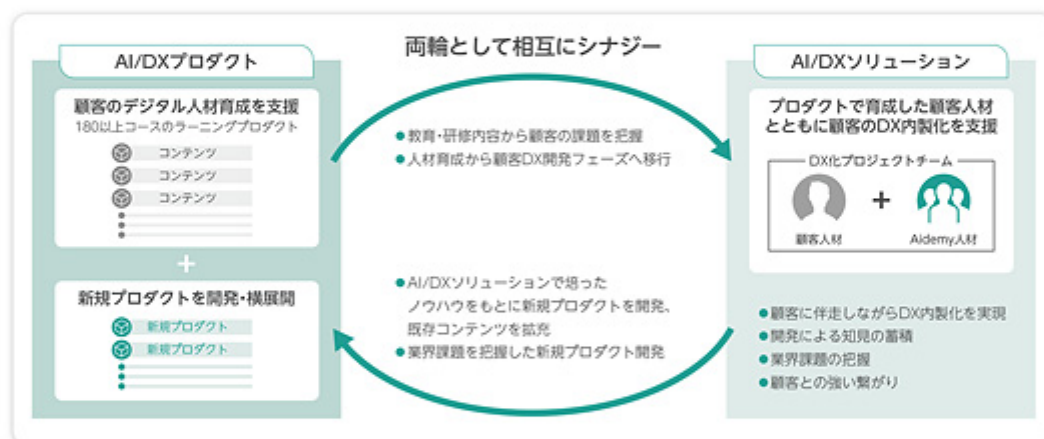 両輪として相互にシナジー
AI/DXプロダクト
顧客のデジタル人材育成を支援
180以上コースのラーニングプロダクト
コンテンツ
コンテンツ
コンテンツ
+
新規プロダクトを開発・横展開
新規プロダクト
新規プロダクト
●教育・研修内容から顧客の課題を把握
●人材育成から顧客DX開発フェーズへ移行
●AI/DXソリューションで培った
ノウハウをもとに新規プロダクトを開発、
既存コンテンツを拡充
●業界課題を把握した新規プロダクト開発
AI/DXソリューション
プロダクトで育成した顧客人材
とともに顧客のDX内製化を支援
DX化プロジェクトチーム
+
顧客人材
Aidemy人材
●顧客に伴走しながらDX内製化を実現
●開発による知見の蓄積
●業界課題の把握
●顧客との強い繋がり